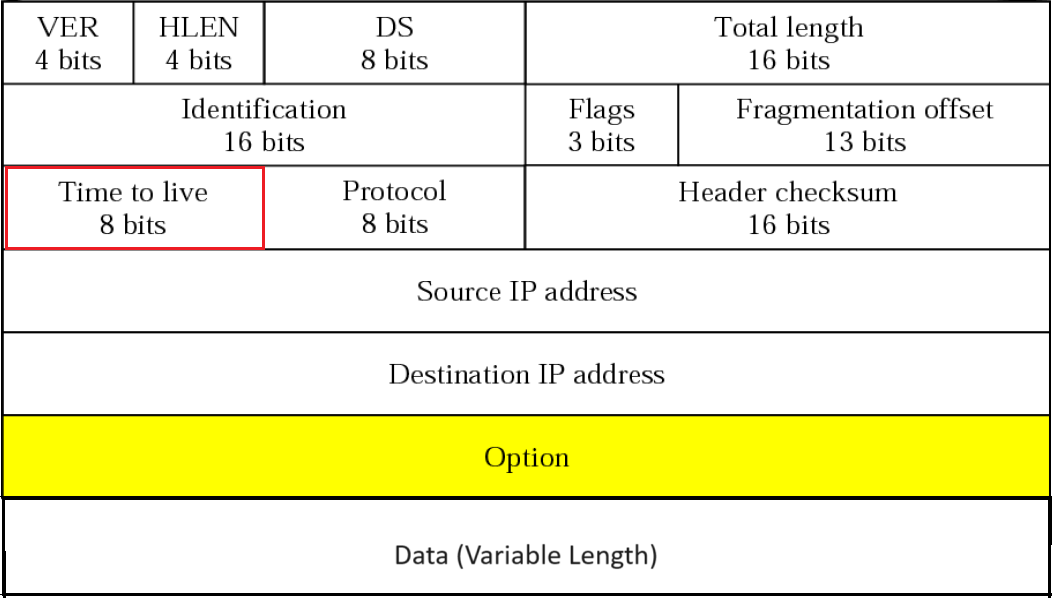 VER
4 bits
HLEN
4 bits
DS
8 bits
Total length
16 bits
Identification
16 bits
Flags
3 bits
Fragmentation offset
13 bits
Time to live
8 bits
Protocol
8 bits
Header checksum
16 bits
Source IP address
Destination IP address
Option
Data (Variable Length)